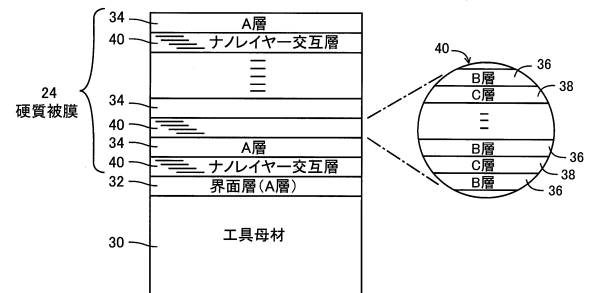 34
A層
40
ナノレイヤー交互層
24
硬質被膜
34
40
34
A層
40
ナノレイヤー交互層
32
界面層(A層)
30
工具母材
40
B層
36
C層
38
B層
36
C層
38
B層
36